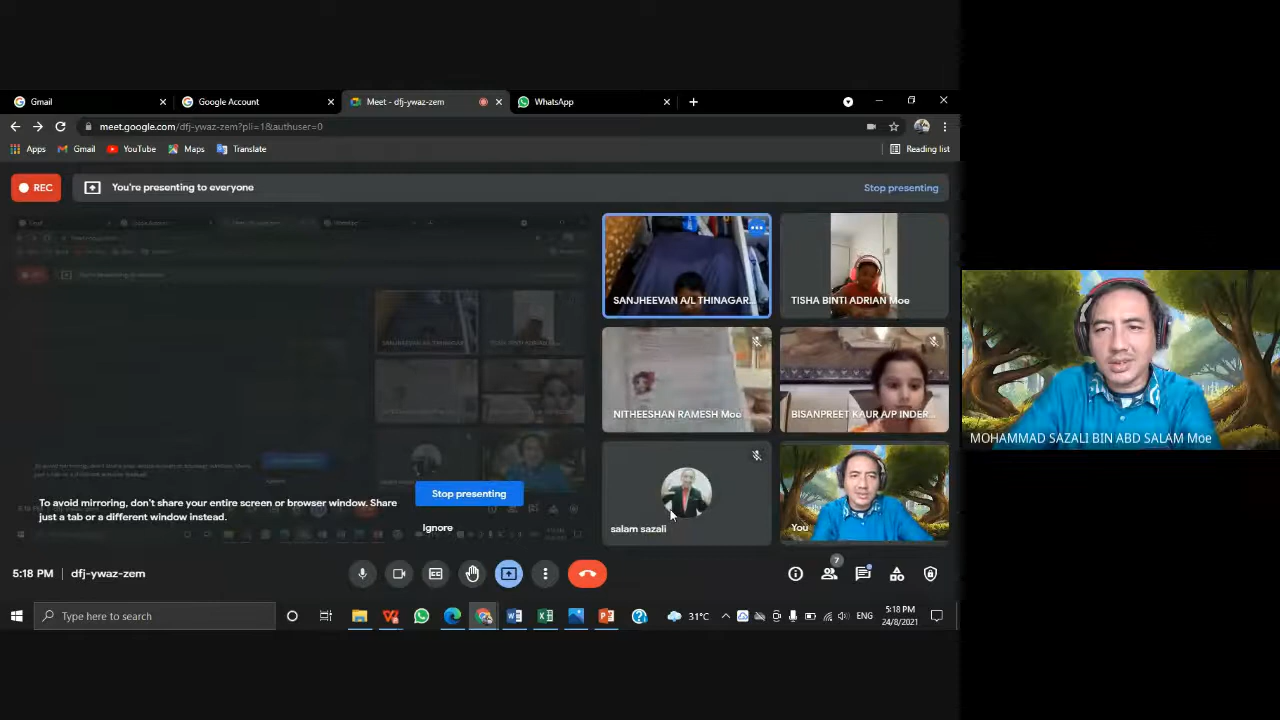 Gmail
Google Account
Meet - dfj-ywaz-zem
WhatsApp
meet.google.com/dfj-ywaz-zem?pli=1&authuser=0
Apps
Gmail
YouTube
Maps
Translate
Reading list
REC
You're presenting to everyone
Stop presenting
SANJHEEVAN A/L THINAGAR...
TISHA BINTI ADRIAN Moe
NITHEESHAN RAMESH Moe
BISANPREET KAUR A/P INDER...
MOHAMMAD SAZALI BIN ABD SALAM Moe
To avoid mirroring, don't share your entire screen or browser window. Share
just a tab or a different window instead.
Stop presenting
Ignore
salam sazali
You
5:18 PM
dfj-ywaz-zem
7
Type here to search
31°C
ENG
5:18 PM
24/8/2021